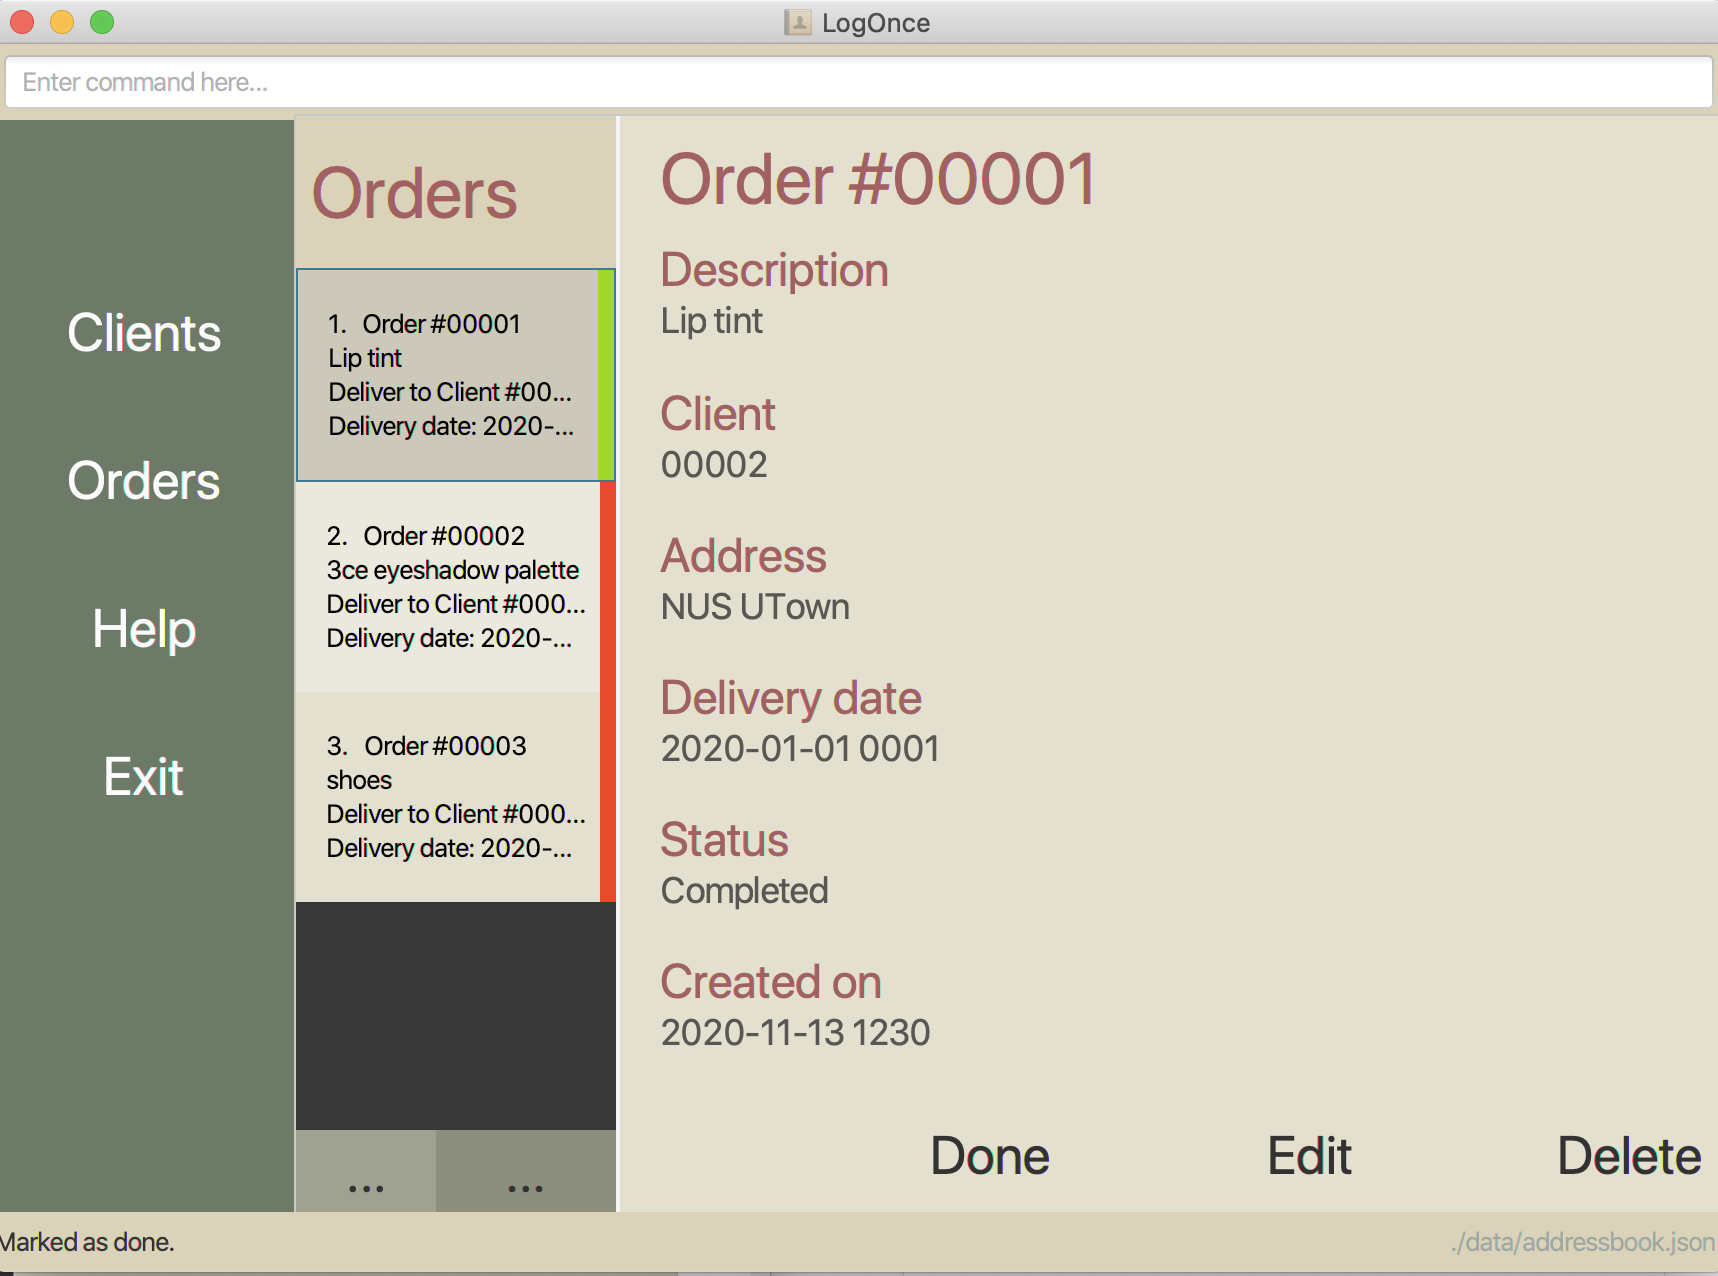 LogOnce
Enter command here...
Clients
Orders
Help
Exit
Orders
1. Order #00001
Lip tint
Deliver to Client #00...
Delivery date: 2020-...
2. Order #00002
3ce eyeshadow palette
Deliver to Client #000...
Delivery date: 2020-...
3. Order #00003
shoes
Deliver to Client #000...
Delivery date: 2020-...
...
...
Order #00001
Description
Lip tint
Client
00002
Address
NUS UTown
Delivery date
2020-01-01 0001
Status
Completed
Created on
2020-11-13 1230
Done
Edit
Delete
Marked as done.
./data/addressbook.json